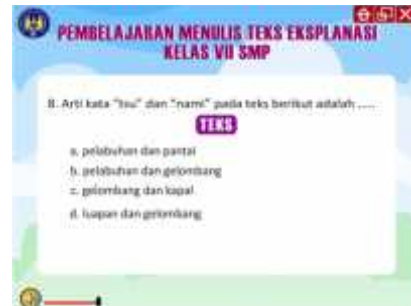 PEMBELAJARAN MENULIS TEKS EKSPLANASI
KELAS VII SMP
8. Arti kata "tsu" dan "nami" pada teks berikut adalah .....
TEKS
a. pelabuhan dan pantai
b. pelabuhan dan gelombang
c. gelombang dan kapal
d. luapan dan gelombang